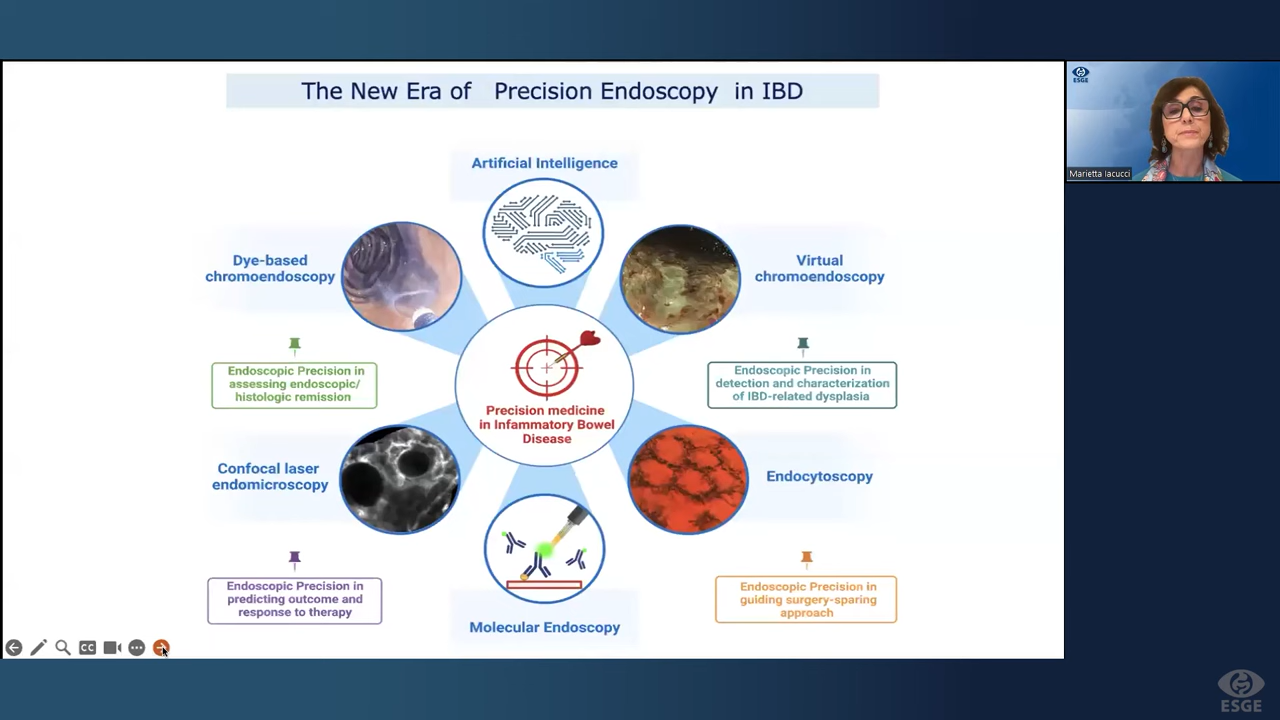 The New Era of Precision Endoscopy in IBD
ESGE
Marietta Iacucci
Artificial Intelligence
Dye-based
chromoendoscopy
Virtual
chromoendoscopy
Endoscopic Precision in
assessing endoscopic/
histologic remission
Precision medicine
in Infammatory Bowel
Disease
Endoscopic Precision in
detection and characterization
of IBD-related dysplasia
Confocal laser
endomicroscopy
Endocytoscopy
Endoscopic Precision in
predicting outcome and
response to therapy
Molecular Endoscopy
Endoscopic Precision in
guiding surgery-sparing
approach
CC
ESGE